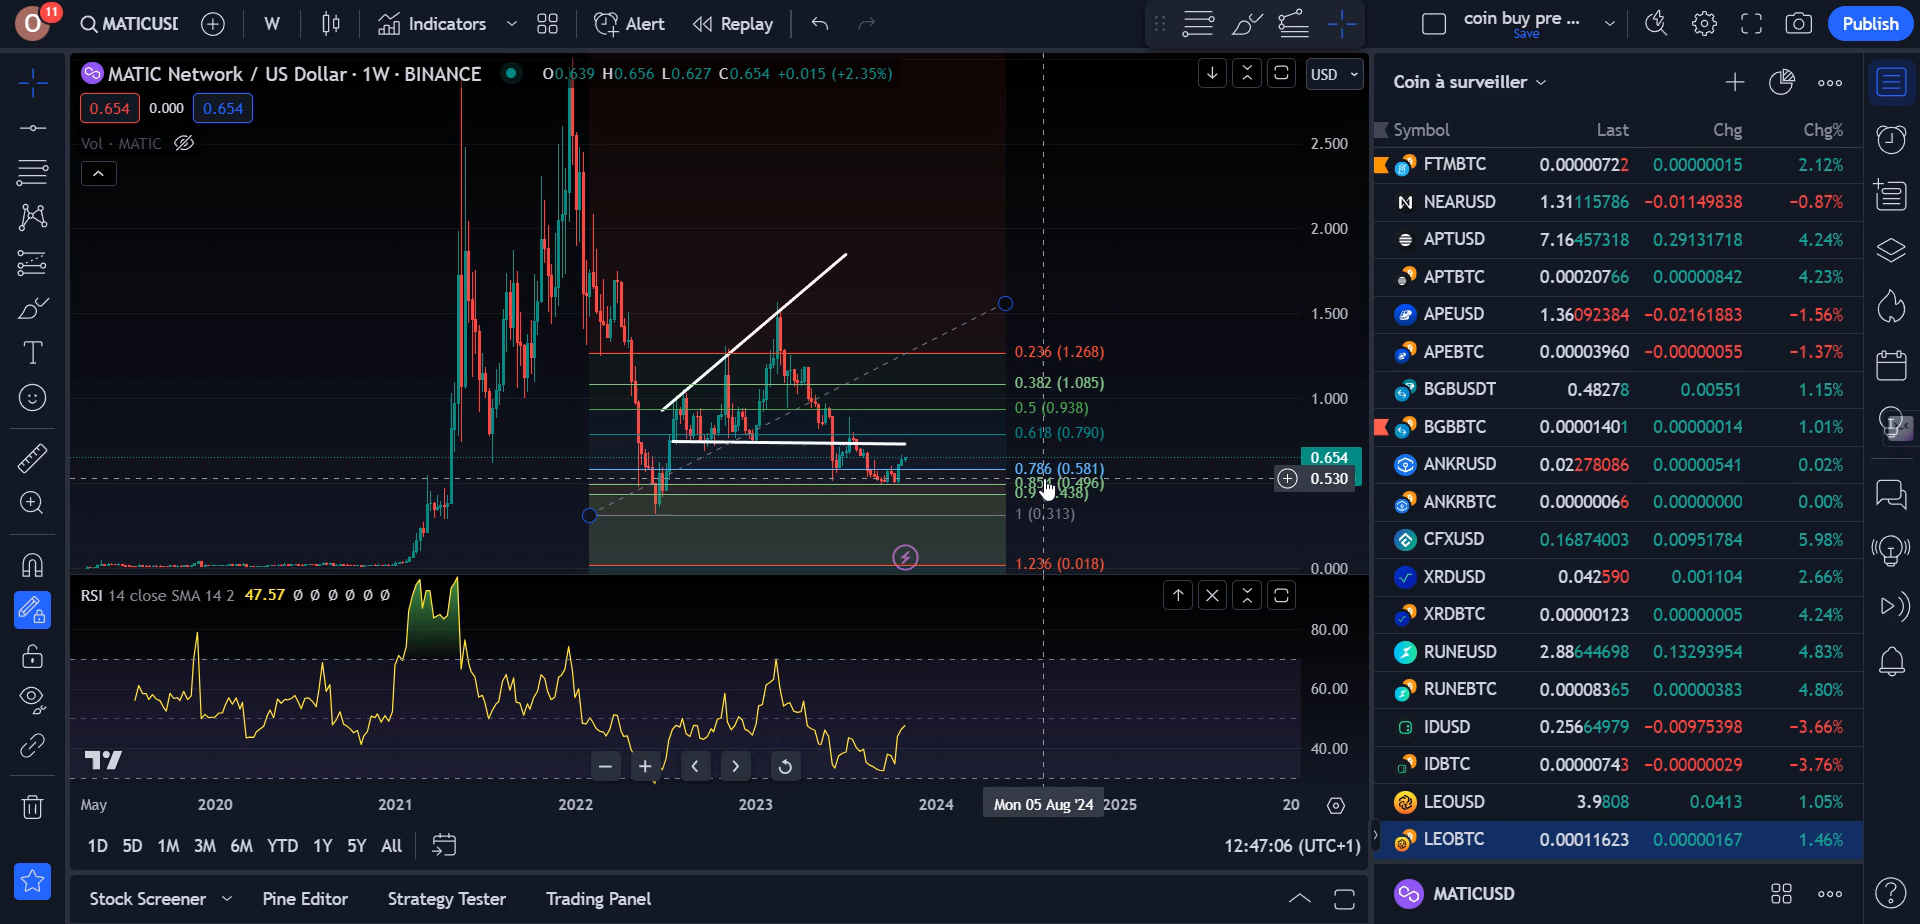 O 11 MATICUSD W Indicators Alert Replay coin buy pre ... Save Publish
MATIC Network / US Dollar · 1W · BINANCE O0.639 H0.656 L0.627 C0.654 +0.015 (+2.35%) USD
0.654 0.000 0.654
Vol · MATIC
2.500
2.000
1.500
1.000
0.654
0.530
0.000
0.236 (1.268)
0.382 (1.085)
0.5 (0.938)
0.618 (0.790)
0.786 (0.581)
1 (0.313)
1.236 (0.018)
RSI 14 close SMA 14 2 47.57 Ø Ø Ø Ø Ø Ø
80.00
60.00
40.00
May 2020 2021 2022 2023 2024 Mon 05 Aug '24 2025 20
1D 5D 1M 3M 6M YTD 1Y 5Y All 12:47:06 (UTC+1)
Stock Screener Pine Editor Strategy Tester Trading Panel
Coin à surveiller
Symbol Last Chg Chg%
FTMBTC 0.00000722 0.00000015 2.12%
NEARUSD 1.31115786 −0.01149838 −0.87%
APTUSD 7.16457318 0.29131718 4.24%
APTBTC 0.00020766 0.00000842 4.23%
APEUSD 1.36092384 −0.02161883 −1.56%
APEBTC 0.00003960 −0.00000055 −1.37%
BGBUSDT 0.48278 0.00551 1.15%
BGBBTC 0.00001401 0.00000014 1.01%
ANKRUSD 0.02278086 0.00000541 0.02%
ANKRBTC 0.00000066 0.00000000 0.00%
CFXUSD 0.16874003 0.00951784 5.98%
XRDUSD 0.042590 0.001104 2.66%
XRDBTC 0.00000123 0.00000005 4.24%
RUNEUSD 2.88644698 0.13293954 4.83%
RUNEBTC 0.00008365 0.00000383 4.80%
IDUSD 0.25664979 −0.00975398 −3.66%
IDBTC 0.00000743 −0.00000029 −3.76%
LEOUSD 3.9808 0.0413 1.05%
LEOBTC 0.00011623 0.00000167 1.46%
MATICUSD